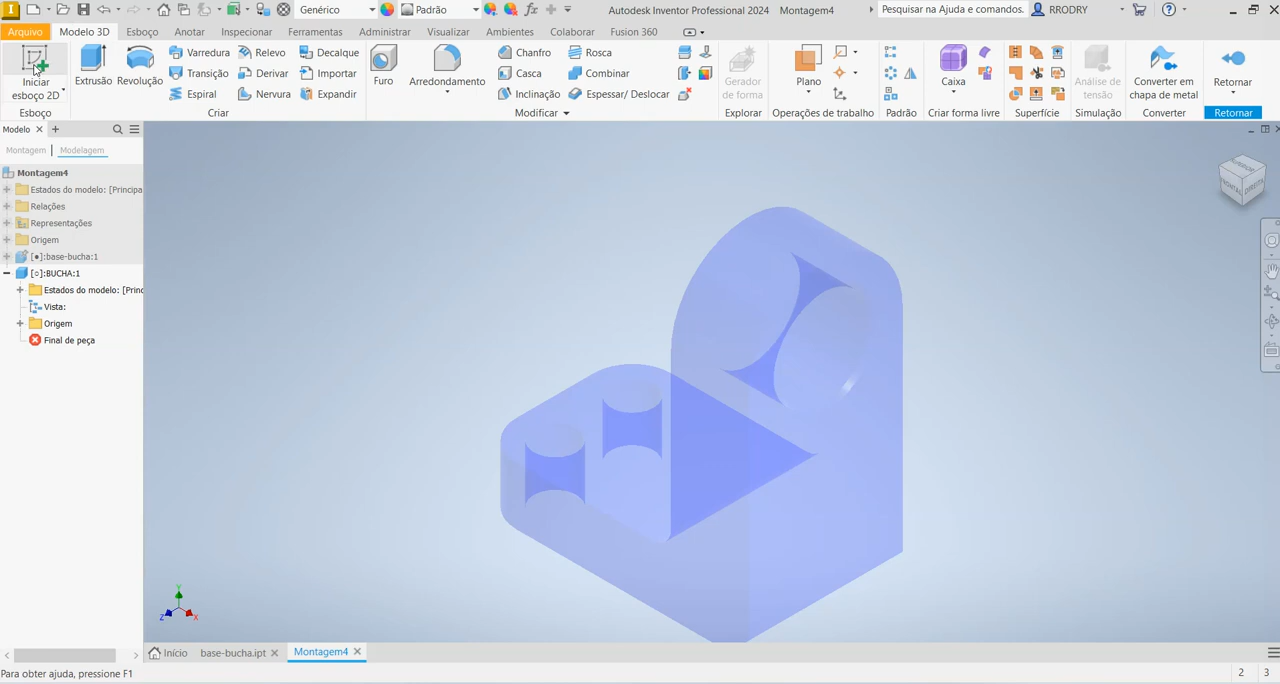 Genérico
Padrão
Autodesk Inventor Professional 2024 Montagem4
Pesquisar na Ajuda e comandos.
RRODRY
Arquivo
Modelo 3D
Esboço
Anotar
Inspecionar
Ferramentas
Administrar
Visualizar
Ambientes
Colaborar
Fusion 360
Iniciar
esboço 2D
Esboço
Extrusão
Revolução
Varredura
Transição
Espiral
Relevo
Derivar
Nervura
Decalque
Importar
Expandir
Criar
Furo
Arredondamento
Chanfro
Casca
Inclinação
Rosca
Combinar
Espessar/ Deslocar
Modificar
Gerador
de forma
Explorar
Plano
Operações de trabalho
Padrão
Caixa
Criar forma livre
Superfície
Análise de
tensão
Simulação
Converter em
chapa de metal
Converter
Retornar
Retornar
Modelo
Montagem | Modelagem
Montagem4
Estados do modelo: [Principa
Relações
Representações
Origem
[●]:base-bucha:1
[○]:BUCHA:1
Estados do modelo: [Princ
Vista:
Origem
Final de peça
FRONTAL
DIREITA
Y
Z
X
Início
base-bucha.ipt
Montagem4
Para obter ajuda, pressione F1
2
3